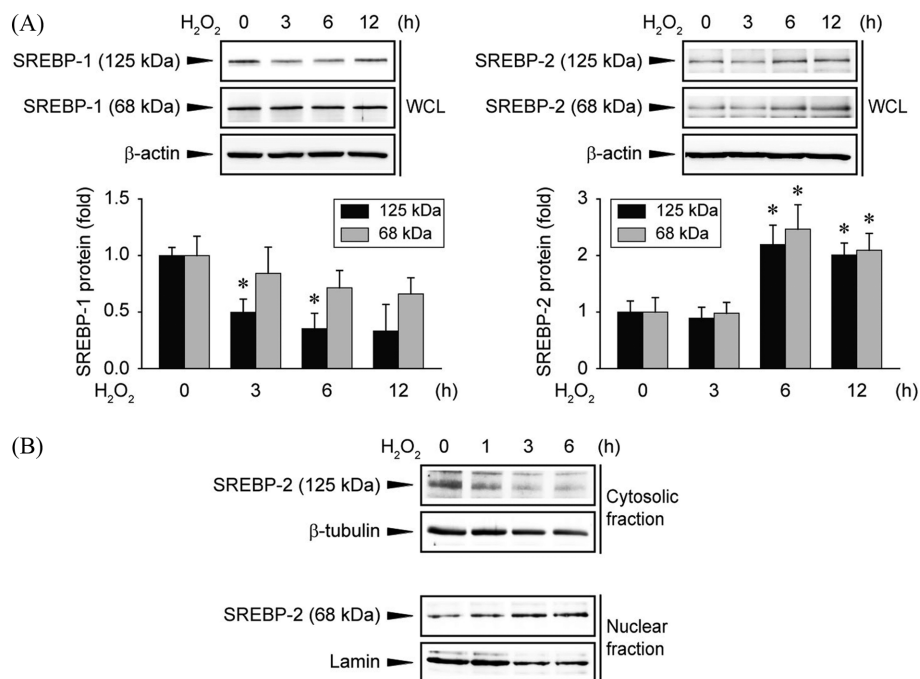 (A)
H₂O₂ 0 3 6 12 (h)
SREBP-1 (125 kDa)
SREBP-1 (68 kDa)
WCL
β-actin
SREBP-1 protein (fold)
1.5
1.0
0.5
0.0
125 kDa
68 kDa
* *
H₂O₂ 0 3 6 12 (h)
H₂O₂ 0 3 6 12 (h)
SREBP-2 (125 kDa)
SREBP-2 (68 kDa)
WCL
β-actin
SREBP-2 protein (fold)
3
2
1
0
125 kDa
68 kDa
* * * *
H₂O₂ 0 3 6 12 (h)
(B)
H₂O₂ 0 1 3 6 (h)
SREBP-2 (125 kDa)
β-tubulin
Cytosolic
fraction
SREBP-2 (68 kDa)
Lamin
Nuclear
fraction